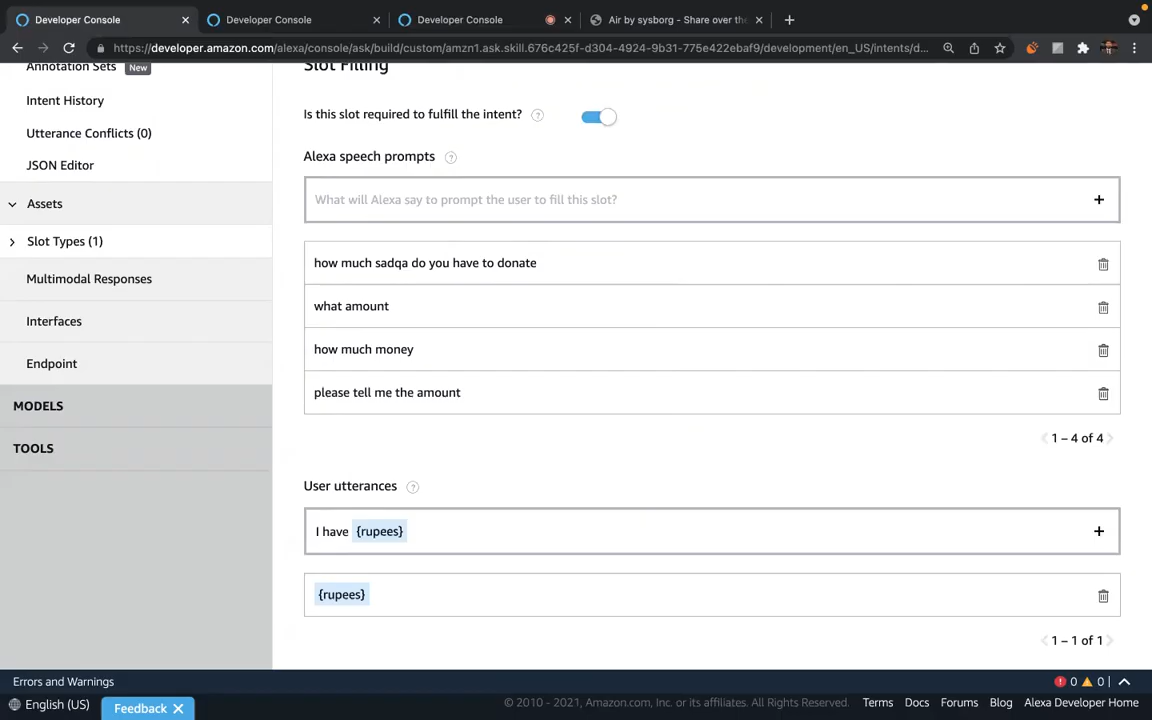 Developer Console
Developer Console
Developer Console
Air by sysborg - Share over the
https://developer.amazon.com/alexa/console/ask/build/custom/amzn1.ask.skill.676c425f-d304-4924-9b31-775e422ebaf9/development/en_US/intents/d...
Annotation Sets New
Intent History
Utterance Conflicts (0)
JSON Editor
Assets
Slot Types (1)
Multimodal Responses
Interfaces
Endpoint
MODELS
TOOLS
Slot Filling
Is this slot required to fulfill the intent? ?
Alexa speech prompts ?
What will Alexa say to prompt the user to fill this slot? +
how much sadqa do you have to donate
what amount
how much money
please tell me the amount
1 – 4 of 4
User utterances ?
I have {rupees} +
{rupees}
1 – 1 of 1
Errors and Warnings
0 0 |
English (US)
Feedback
© 2010 - 2021, Amazon.com, Inc. or its affiliates. All Rights Reserved.
Terms Docs Forums Blog Alexa Developer Home